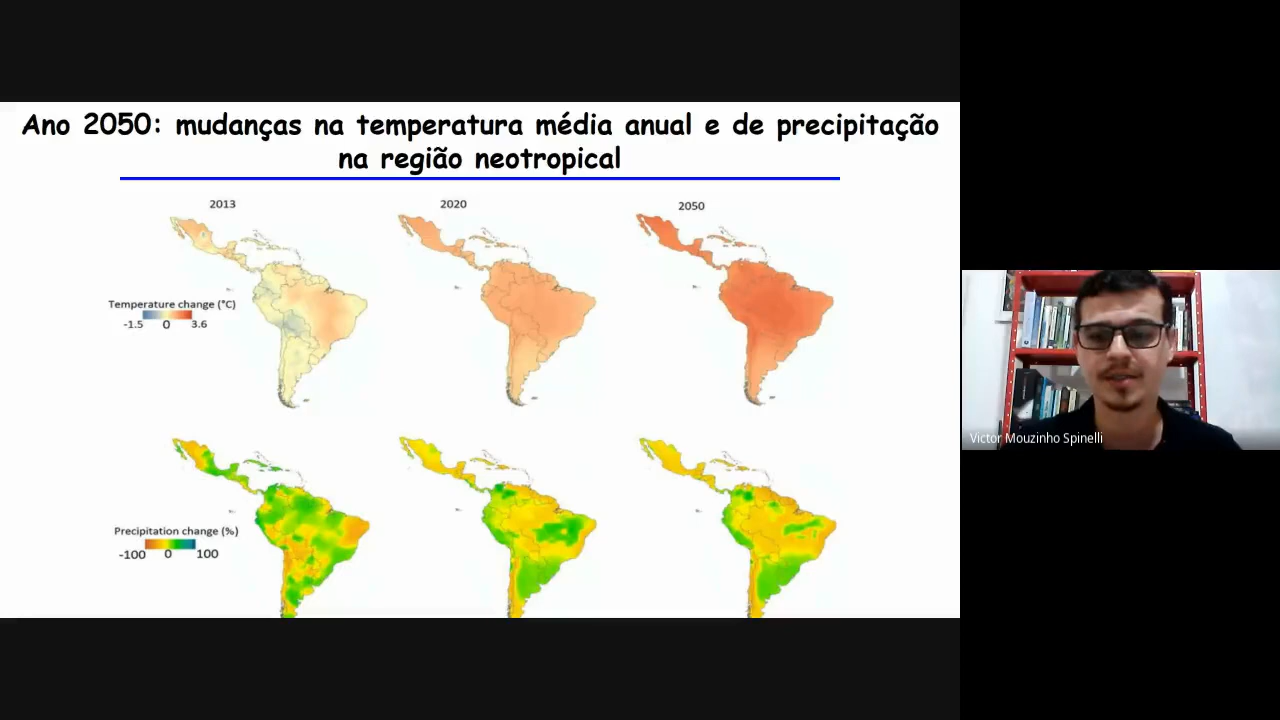 Ano 2050: mudanças na temperatura média anual e de precipitação
na região neotropical
2013
2020
2050
Temperature change (°C)
-1.5 0 3.6
Precipitation change (%)
-100 0 100
Victor Mouzinho Spinelli